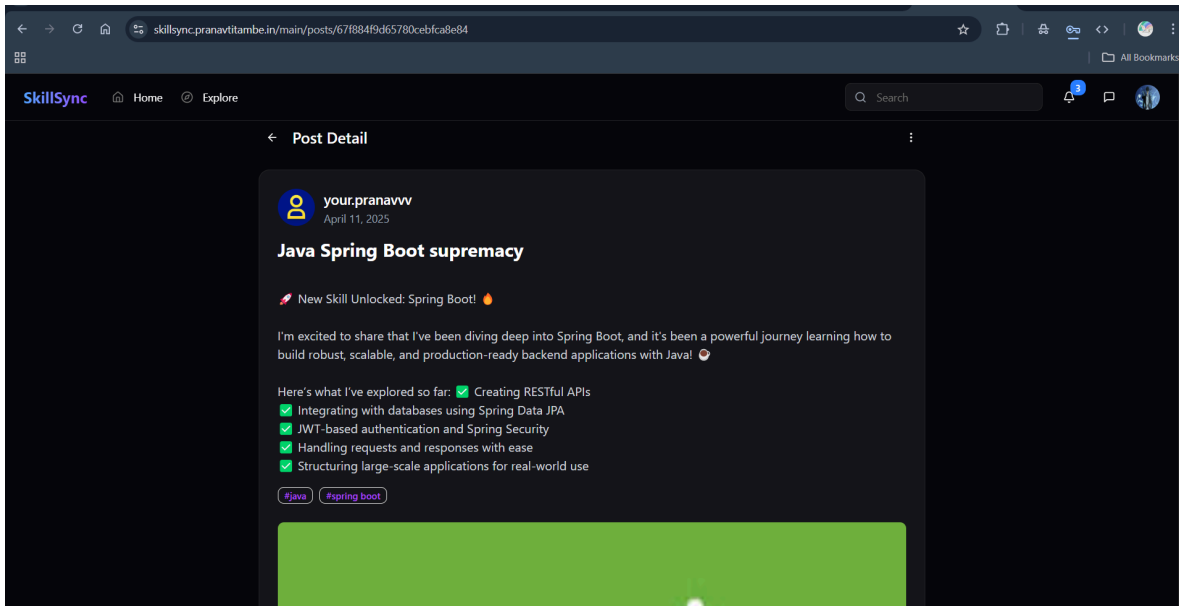 skillsync.pranavtitambe.in/main/posts/67f884f9d65780cebfca8e84
All Bookmarks
SkillSync Home Explore Search 3
Post Detail
your.pranavvv
April 11, 2025
Java Spring Boot supremacy
🚀 New Skill Unlocked: Spring Boot! 🔥
I'm excited to share that I've been diving deep into Spring Boot, and it's been a powerful journey learning how to
build robust, scalable, and production-ready backend applications with Java! ☕
Here's what I've explored so far: ✅ Creating RESTful APIs
✅ Integrating with databases using Spring Data JPA
✅ JWT-based authentication and Spring Security
✅ Handling requests and responses with ease
✅ Structuring large-scale applications for real-world use
#java #spring boot